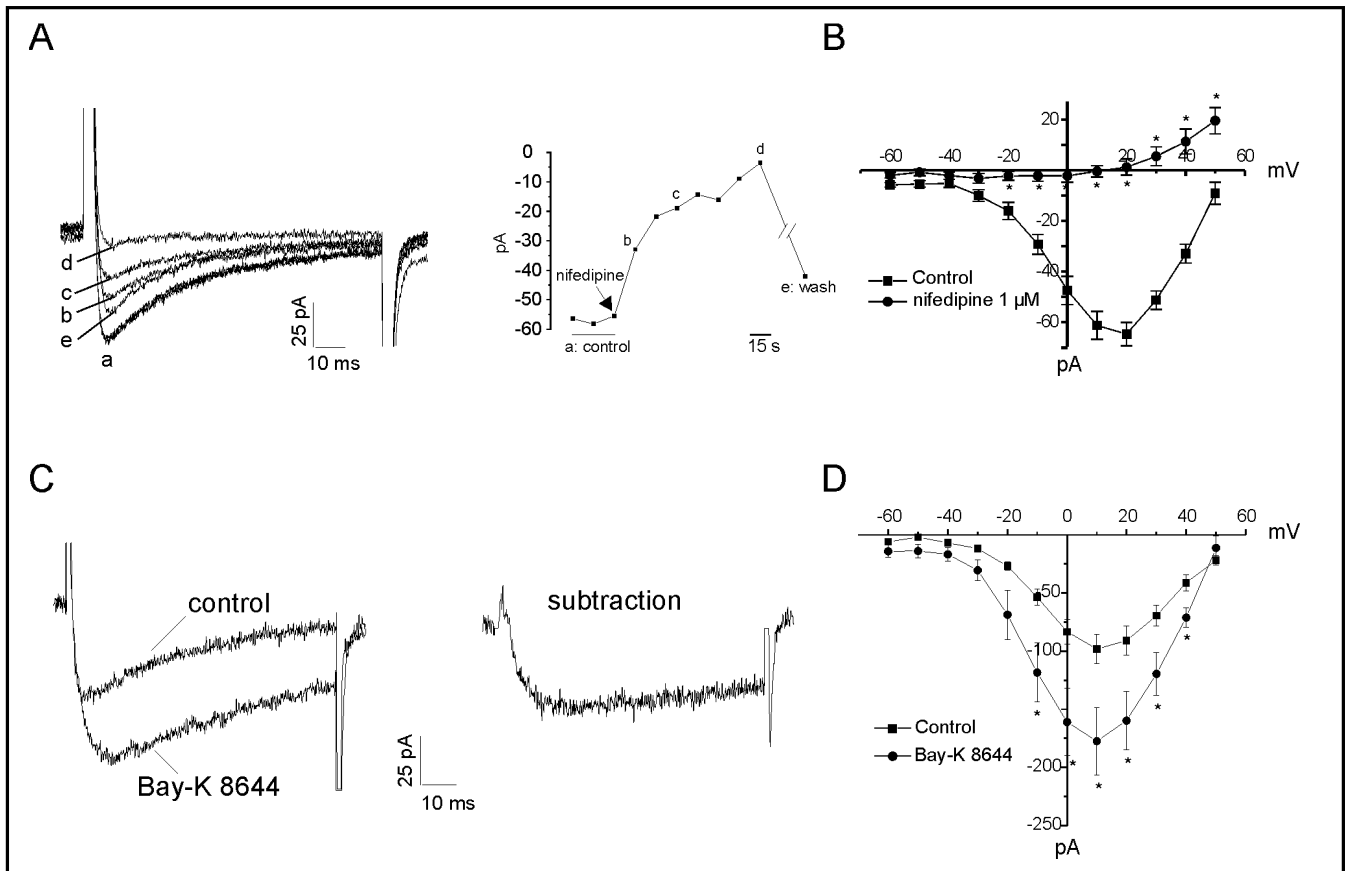 A
d
c
b
e
a
25 pA
10 ms
0
-10
-20
-30
-40
-50
-60
pA
nifedipine
a: control
b
c
d
e: wash
15 s
B
20
-20
-40
-60
-60 -40 -20 20 40 60
mV
pA
* * * * * * * *
Control
nifedipine 1 µM
C
control
Bay-K 8644
25 pA
10 ms
subtraction
D
-60 -40 -20 0 20 40 60
mV
-50
-100
-150
-200
-250
pA
* * * * * *
Control
Bay-K 8644